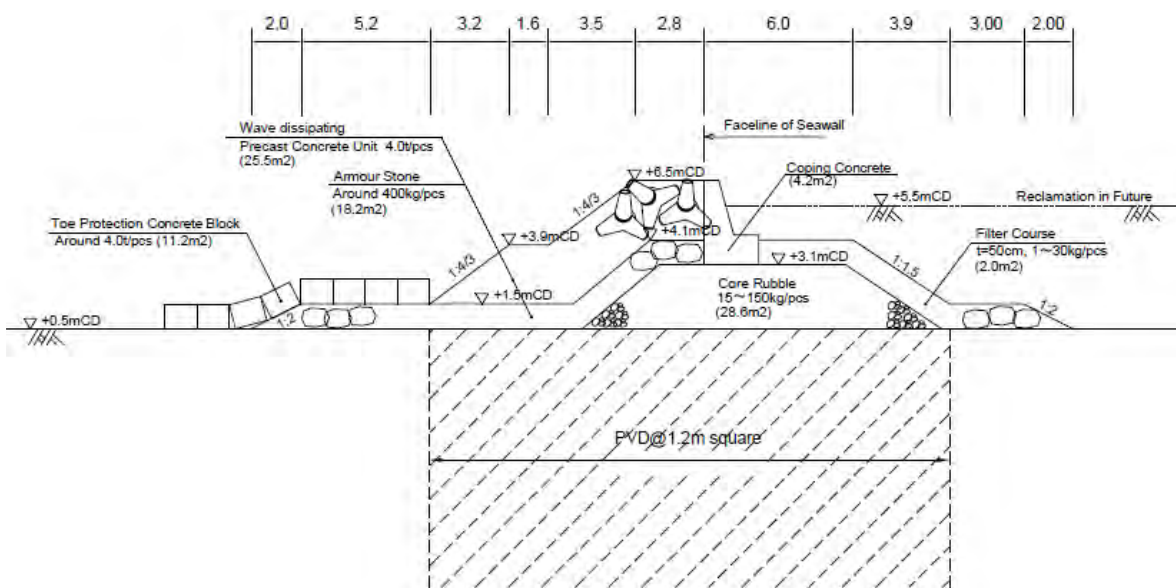 2.0 5.2 3.2 1.6 3.5 2.8 6.0 3.9 3.00 2.00
Wave dissipating
Precast Concrete Unit 4.0t/pcs
(25.5m2)
Faceline of Seawall
Armour Stone
Around 400kg/pcs
(18.2m2)
+6.5mCD
Coping Concrete
(4.2m2)
+5.5mCD
Reclamation in Future
Toe Protection Concrete Block
Around 4.0t/pcs (11.2m2)
1:4/3
+3.9mCD
+4.1mCD
Filter Course
t=50cm, 1~30kg/pcs
(2.0m2)
1:4/3
+3.1mCD
1:1.5
Core Rubble
15~150kg/pcs
(28.6m2)
+1.5mCD
+0.5mCD
1:2
1:2
PVD@1.2m square